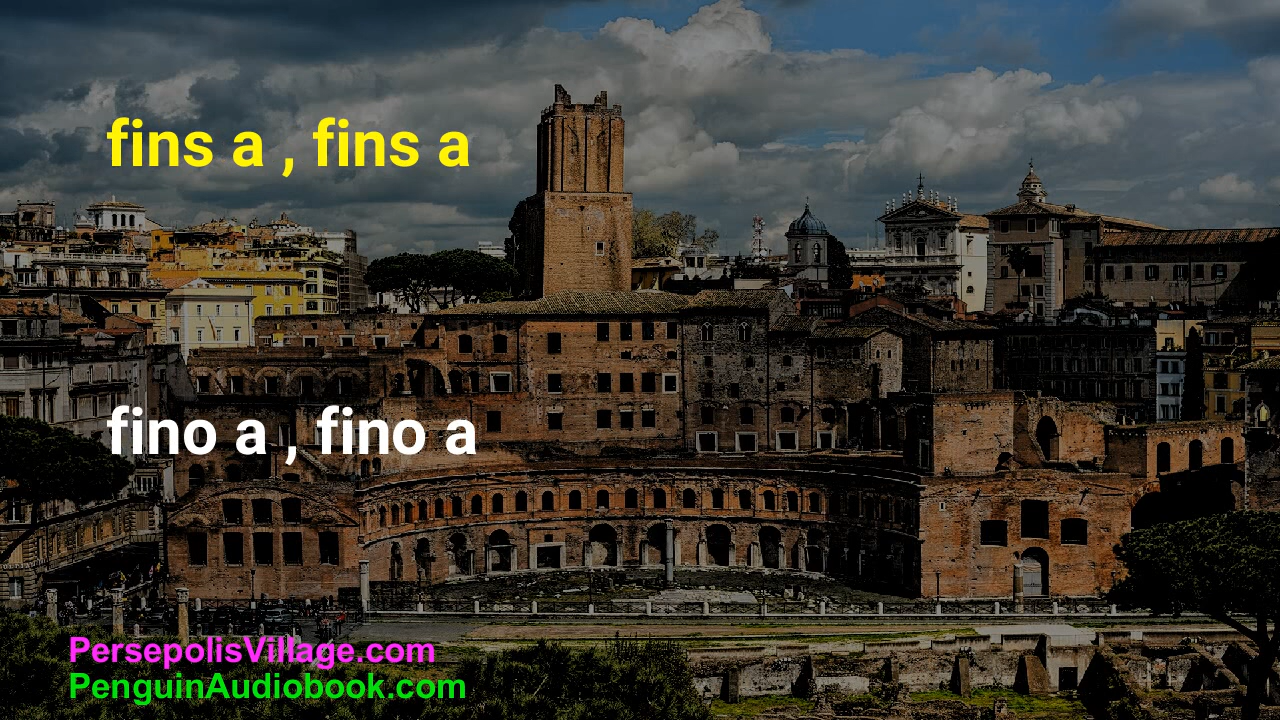 fins a , fins a
fino a , fino a
PersepolisVillage.com
PenguinAudiobook.com